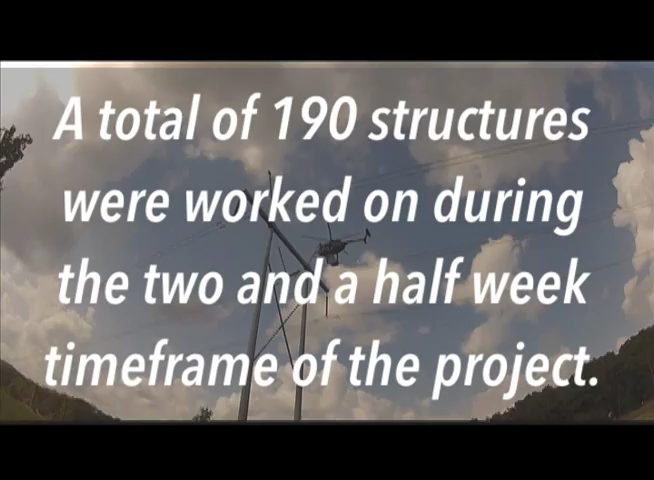 A total of 190 structures
were worked on during
the two and a half week
timeframe of the project.